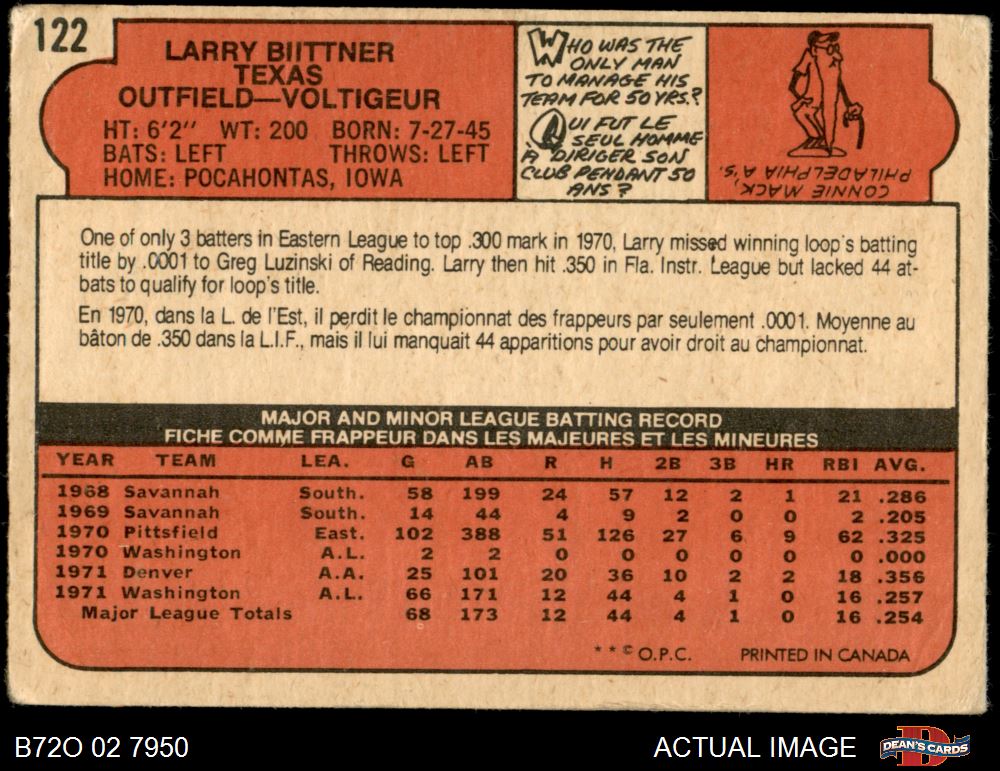 122
LARRY BIITTNER
TEXAS
OUTFIELD—VOLTIGEUR
HT: 6'2" WT: 200 BORN: 7-27-45
BATS: LEFT THROWS: LEFT
HOME: POCAHONTAS, IOWA
WHO WAS THE
ONLY MAN
TO MANAGE HIS
TEAM FOR 50 YRS.?
QUI FUT LE
SEUL HOMME
À DIRIGER SON
CLUB PENDANT 50
ANS?
CONNIE MACK,
PHILADELPHIA A'S.
One of only 3 batters in Eastern League to top .300 mark in 1970, Larry missed winning loop's batting
title by .0001 to Greg Luzinski of Reading. Larry then hit .350 in Fla. Instr. League but lacked 44 at-
bats to qualify for loop's title.
En 1970, dans la L. de l'Est, il perdit le championnat des frappeurs par seulement .0001. Moyenne au
bâton de .350 dans la L.I.F., mais il lui manquait 44 apparitions pour avoir droit au championnat.
MAJOR AND MINOR LEAGUE BATTING RECORD
FICHE COMME FRAPPEUR DANS LES MAJEURES ET LES MINEURES
YEAR TEAM LEA. G AB R H 2B 3B HR RBI AVG.
1968 Savannah South. 58 199 24 57 12 2 1 21 .286
1969 Savannah South. 14 44 4 9 2 0 0 2 .205
1970 Pittsfield East. 102 388 51 126 27 6 9 62 .325
1970 Washington A.L. 2 2 0 0 0 0 0 0 .000
1971 Denver A.A. 25 101 20 36 10 2 2 18 .356
1971 Washington A.L. 66 171 12 44 4 1 0 16 .257
Major League Totals 68 173 12 44 4 1 0 16 .254
**© O.P.C. PRINTED IN CANADA
B72O 02 7950
ACTUAL IMAGE
DEAN'S CARDS